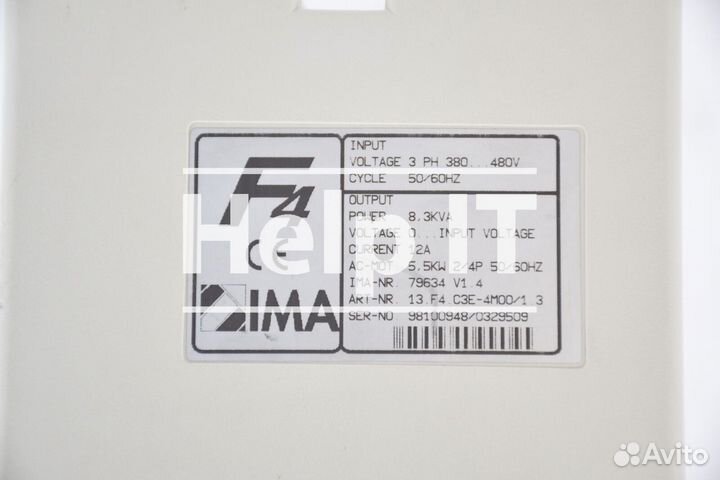 F4
CE
IMA
INPUT
VOLTAGE 3 PH 380...480V
CYCLE 50/60HZ
OUTPUT
POWER 8,3KVA
VOLTAGE 0...INPUT VOLTAGE
CURRENT 12A
AC-MOT. 5,5KW 2/4P 50/60HZ
IMA-NR. 79634 V1.4
ART-NR. 13.F4.C3E-4M00/1.3
SER-NO. 98100948/0329509
Help IT
Avito